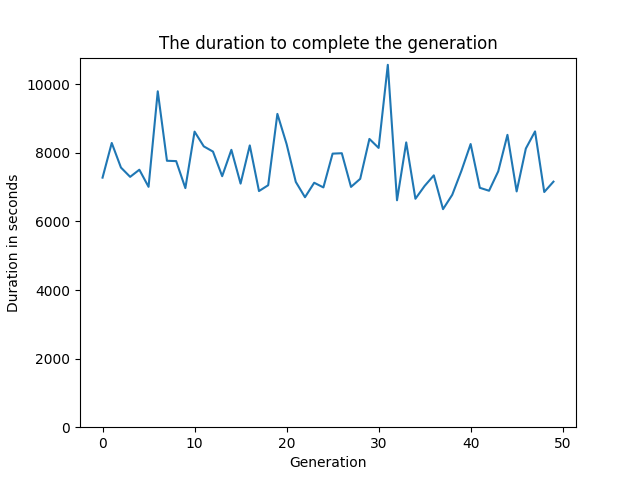 The duration to complete the generation
10000
8000
6000
4000
2000
0
Duration in seconds
0 10 20 30 40 50
Generation